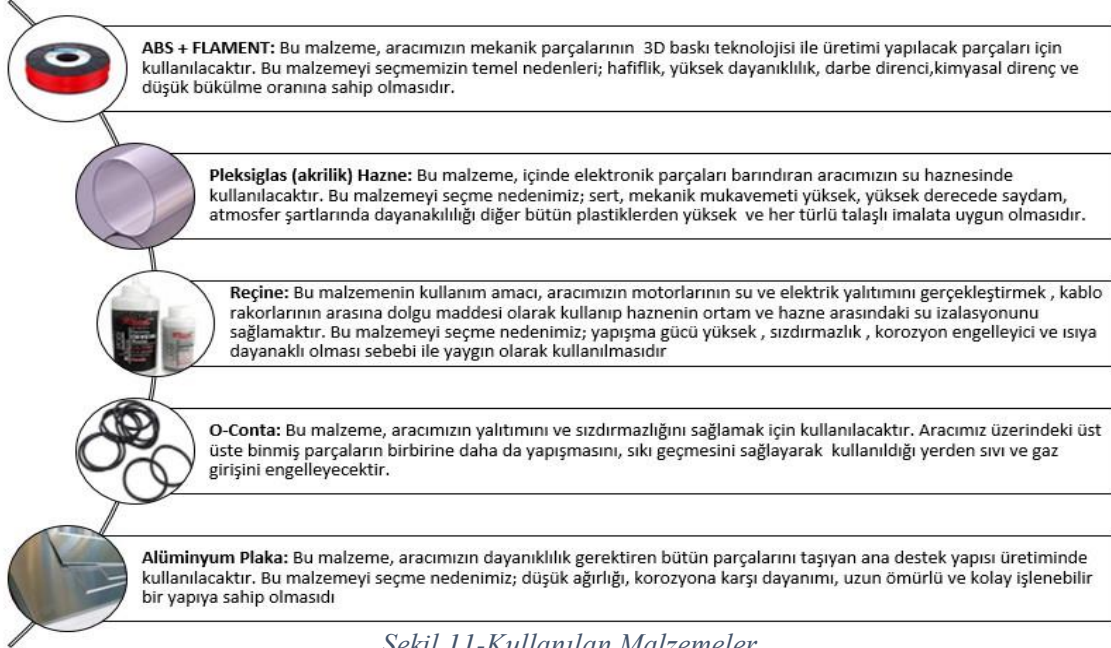 ABS + FLAMENT: Bu malzeme, aracımızın mekanik parçalarının 3D baskı teknolojisi ile üretimi yapılacak parçaları için
kullanılacaktır. Bu malzemeyi seçmemizin temel nedenleri; hafiflik, yüksek dayanıklılık, darbe direnci,kimyasal direnç ve
düşük bükülme oranına sahip olmasıdır.
Pleksiglas (akrilik) Hazne: Bu malzeme, içinde elektronik parçaları barındıran aracımızın su haznesinde
kullanılacaktır. Bu malzemeyi seçme nedenimiz; sert, mekanik mukavemeti yüksek, yüksek derecede saydam,
atmosfer şartlarında dayanakılılığı diğer bütün plastiklerden yüksek ve her türlü talaşlı imalata uygun olmasıdır.
Reçine: Bu malzemenin kullanım amacı, aracımızın motorlarının su ve elektrik yalıtımını gerçekleştirmek , kablo
rakorlarının arasına dolgu maddesi olarak kullanıp haznenin ortam ve hazne arasındaki su izalasyonunu
sağlamaktır. Bu malzemeyi seçme nedenimiz; yapışma gücü yüksek , sızdırmazlık , korozyon engelleyici ve ısıya
dayanaklı olması sebebi ile yaygın olarak kullanılmasıdır
O-Conta: Bu malzeme, aracımızın yalıtımını ve sızdırmazlığını sağlamak için kullanılacaktır. Aracımız üzerindeki üst
üste binmiş parçaların birbirine daha da yapışmasını, sıkı geçmesini sağlayarak kullanıldığı yerden sıvı ve gaz
girişini engelleyecektir.
Alüminyum Plaka: Bu malzeme, aracımızın dayanıklılık gerektiren bütün parçalarını taşıyan ana destek yapısı üretiminde
kullanılacaktır. Bu malzemeyi seçme nedenimiz; düşük ağırlığı, korozyona karşı dayanımı, uzun ömürlü ve kolay işlenebilir
bir yapıya sahip olmasıdı
Şekil 11-Kullanılan Malzemeler